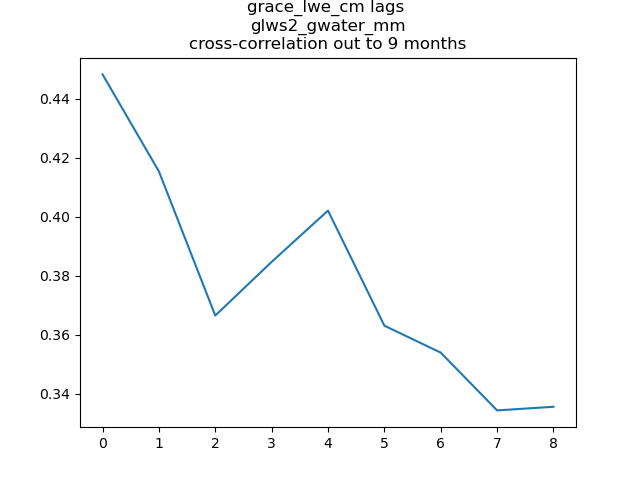 grace_lwe_cm lags
glws2_gwater_mm
cross-correlation out to 9 months
0.44
0.42
0.40
0.38
0.36
0.34
0 1 2 3 4 5 6 7 8